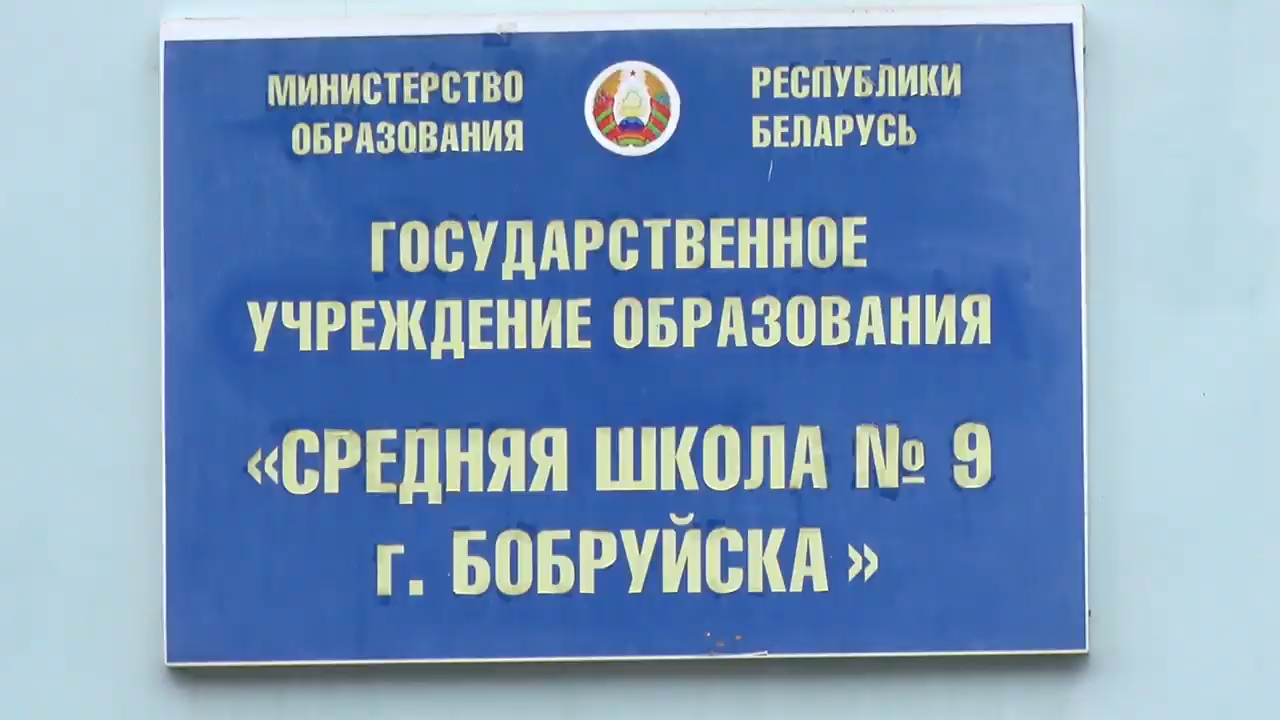 МИНИСТЕРСТВО
ОБРАЗОВАНИЯ
РЕСПУБЛИКИ
БЕЛАРУСЬ
ГОСУДАРСТВЕННОЕ
УЧРЕЖДЕНИЕ ОБРАЗОВАНИЯ
«СРЕДНЯЯ ШКОЛА № 9
г. БОБРУЙСКА »